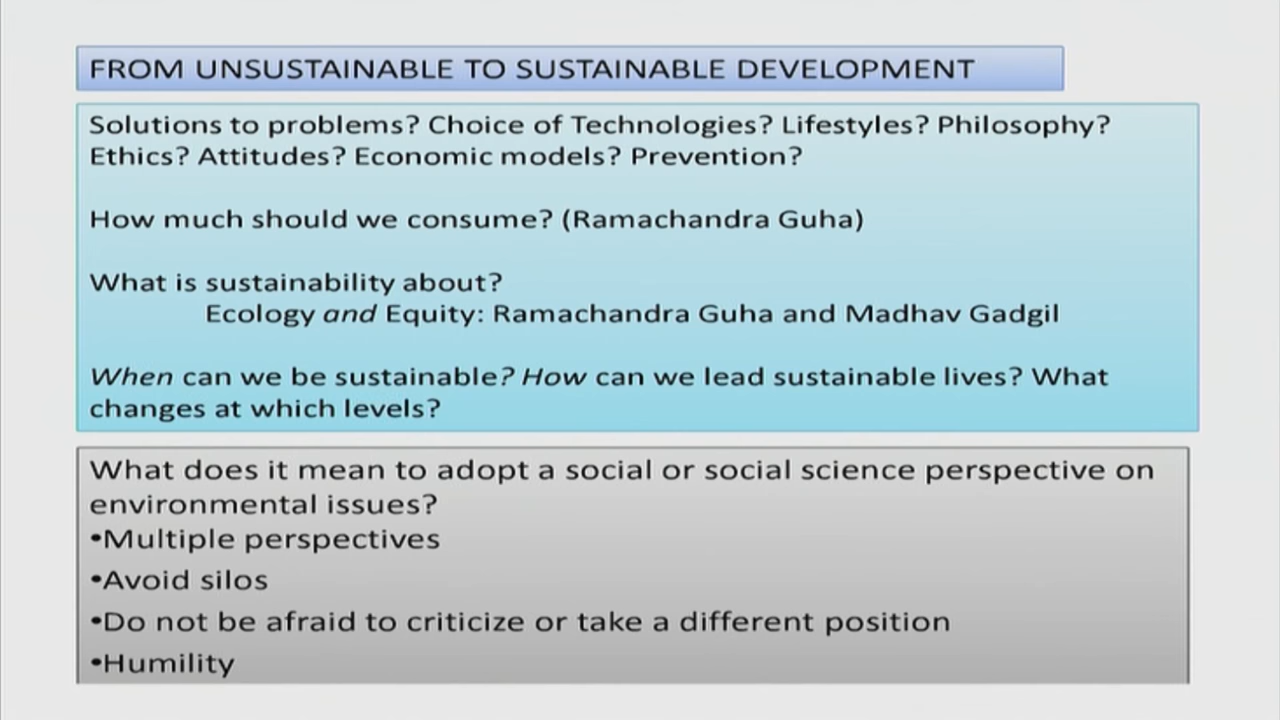 FROM UNSUSTAINABLE TO SUSTAINABLE DEVELOPMENT
Solutions to problems? Choice of Technologies? Lifestyles? Philosophy?
Ethics? Attitudes? Economic models? Prevention?
How much should we consume? (Ramachandra Guha)
What is sustainability about?
Ecology and Equity: Ramachandra Guha and Madhav Gadgil
When can we be sustainable? How can we lead sustainable lives? What
changes at which levels?
What does it mean to adopt a social or social science perspective on
environmental issues?
•Multiple perspectives
•Avoid silos
•Do not be afraid to criticize or take a different position
•Humility